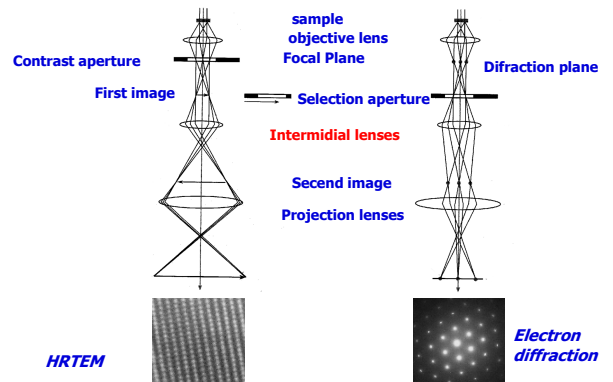 sample
objective lens
Contrast aperture
Focal Plane
Difraction plane
First image
Selection aperture
Intermidial lenses
Secend image
Projection lenses
HRTEM
Electron
diffraction